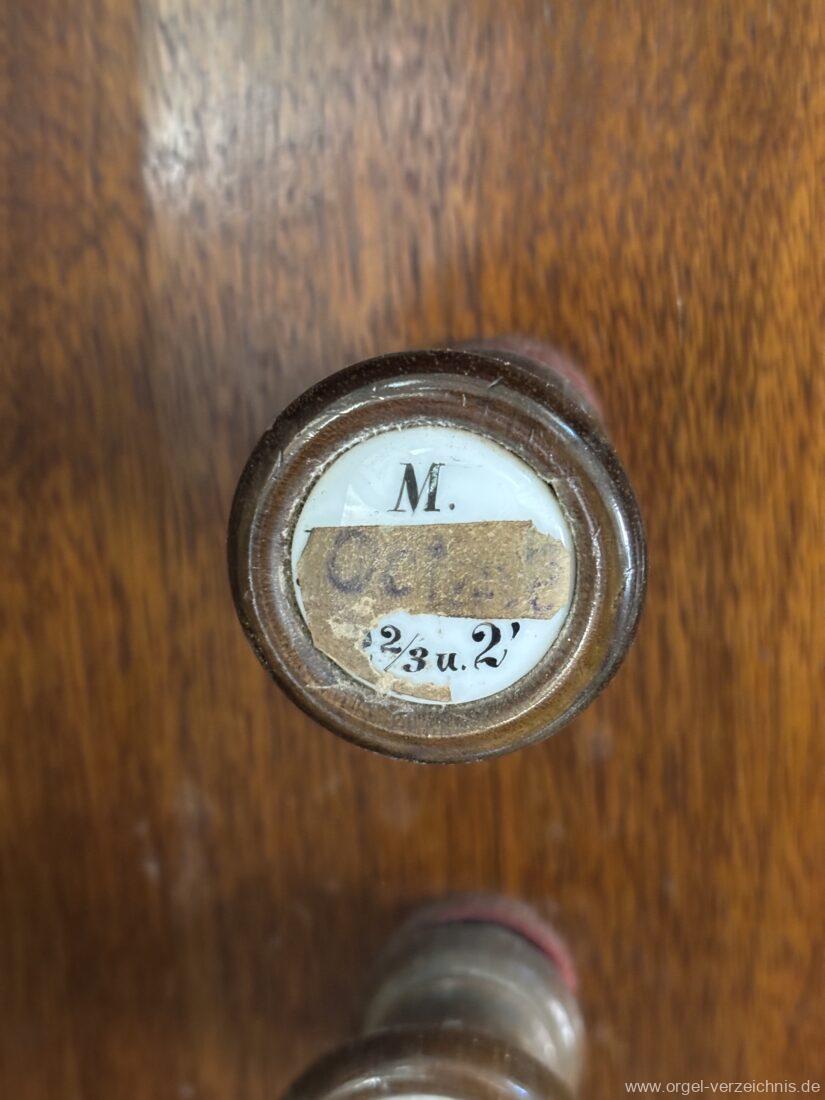 M.
2/3 u. 2'
www.orgel-verzeichnis.de